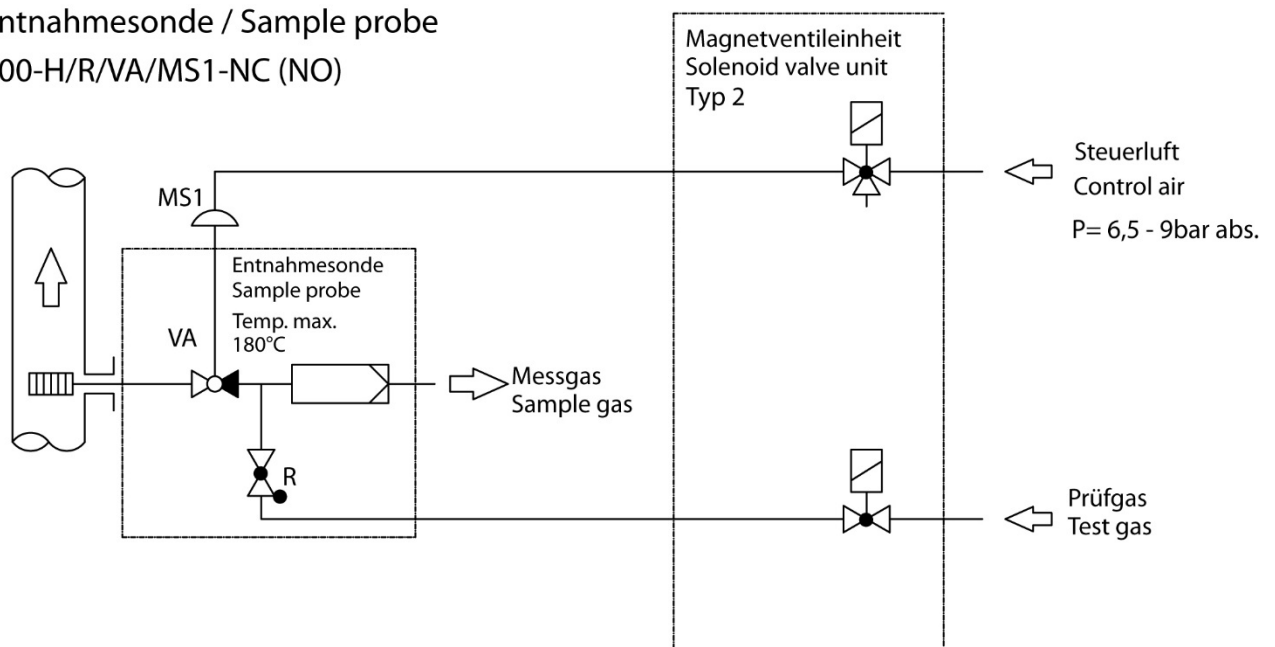 ntnahmesonde / Sample probe
00-H/R/VA/MS1-NC (NO)
Magnetventileinheit
Solenoid valve unit
Typ 2
Steuerluft
Control air
P= 6,5 - 9bar abs.
MS1
Entnahmesonde
Sample probe
Temp. max.
180°C
VA
Messgas
Sample gas
R
Prüfgas
Test gas